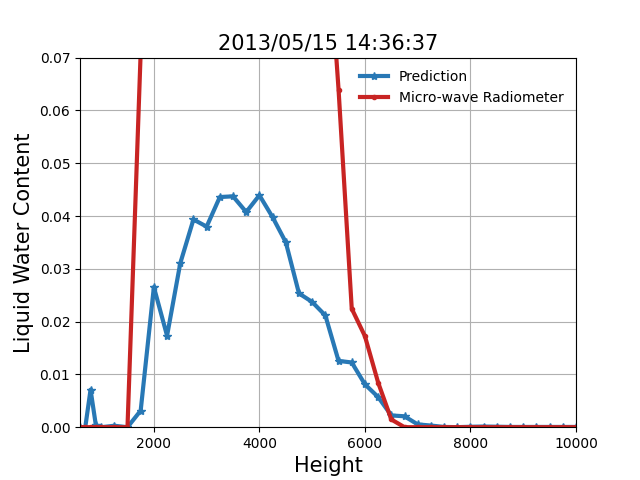 2013/05/15 14:36:37
0.07
0.06
0.05
0.04
0.03
0.02
0.01
0.00
Liquid Water Content
Prediction
Micro-wave Radiometer
2000 4000 6000 8000 10000
Height